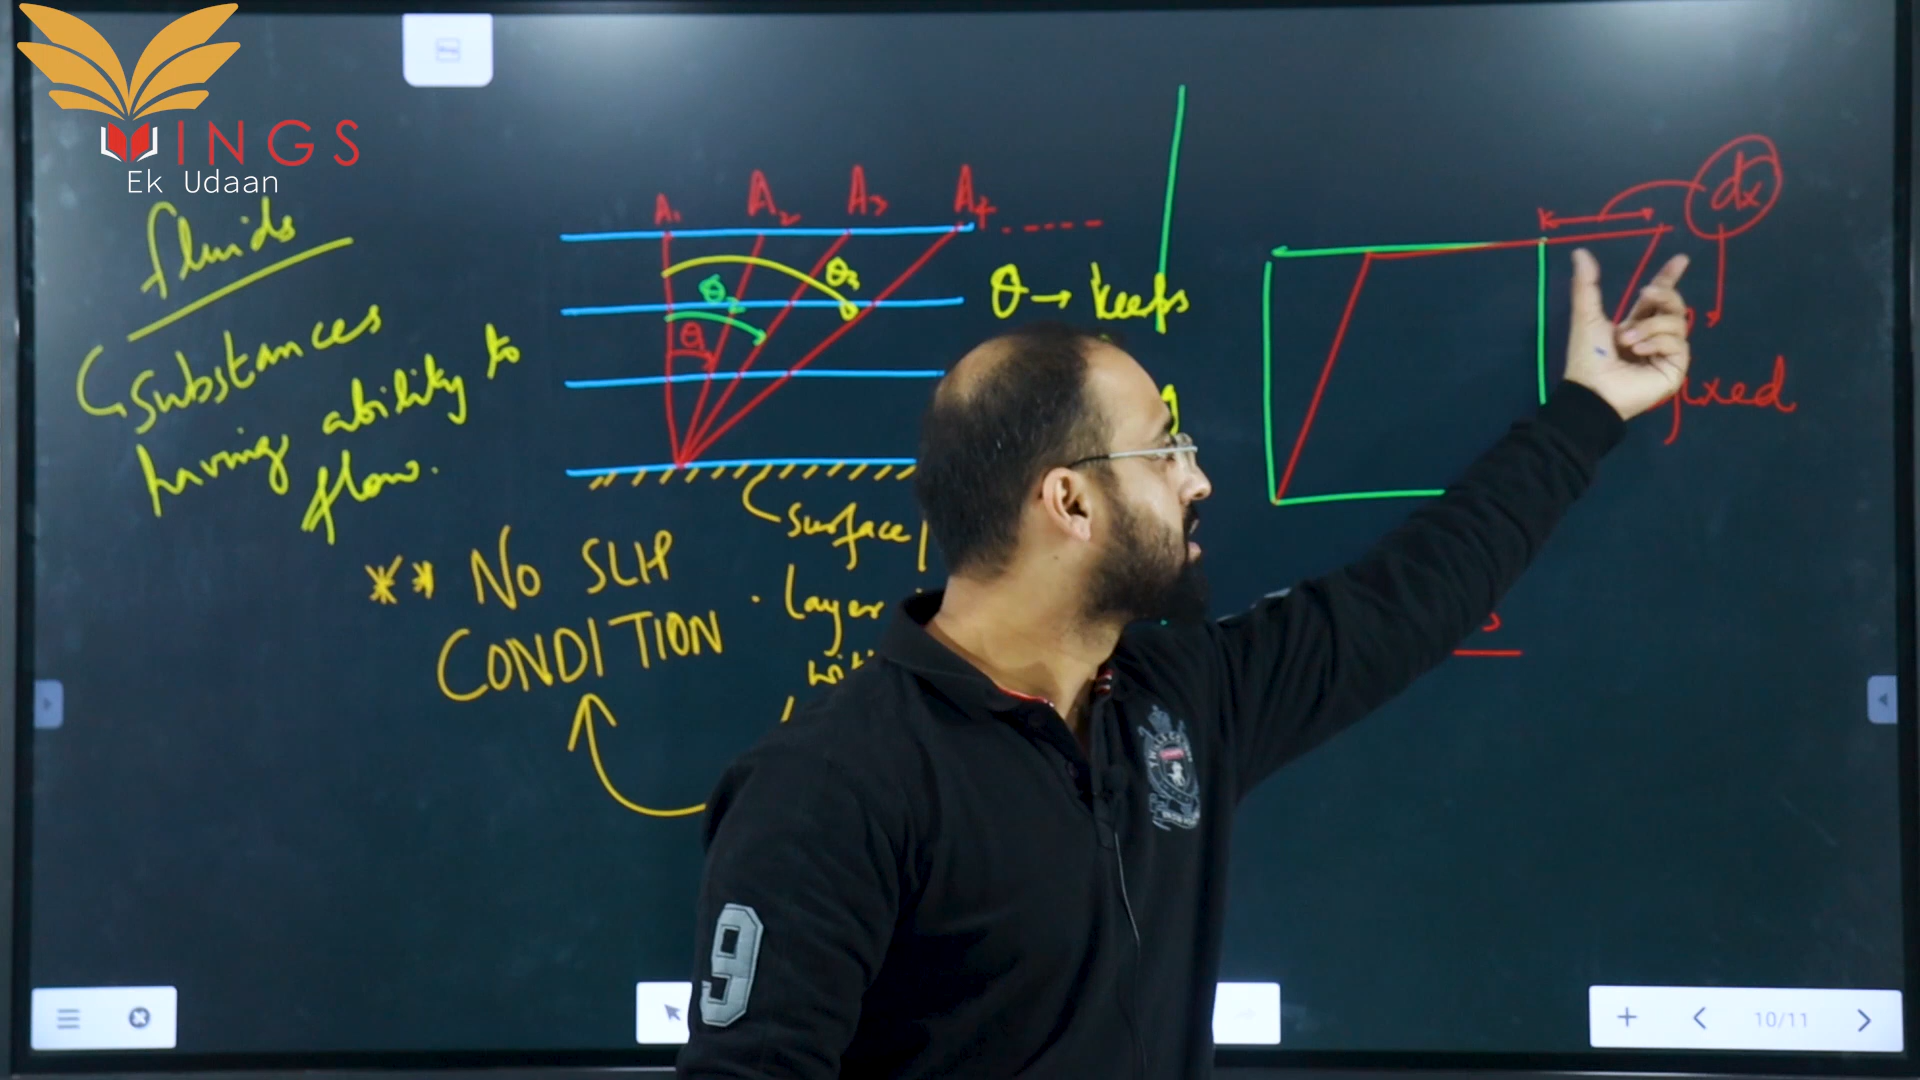 WINGS
Ek Udaan
fluids
Substances
having ability to
flow.
A1 A2 A3 A4 .......
θ θ2 θ3
θ → keeps
surface
** NO SLIP
CONDITION
layer
dx
fixed
9
10/11